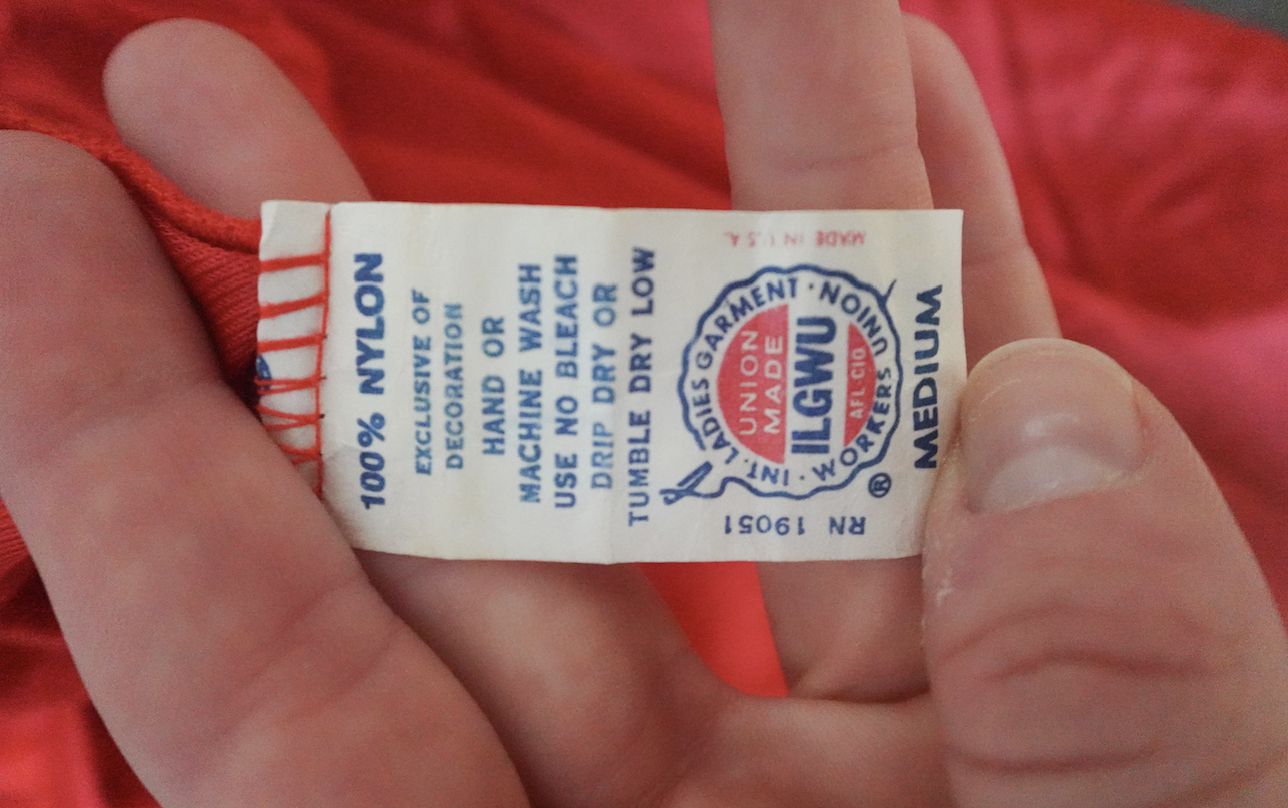 100% NYLON
EXCLUSIVE OF
DECORATION
HAND OR
MACHINE WASH
USE NO BLEACH
DRIP DRY OR
TUMBLE DRY LOW
MADE IN U.S.A.
INT. LADIES GARMENT · WORKERS UNION ·
UNION
MADE
ILGWU
AFL·CIO
®
RN 19051
MEDIUM